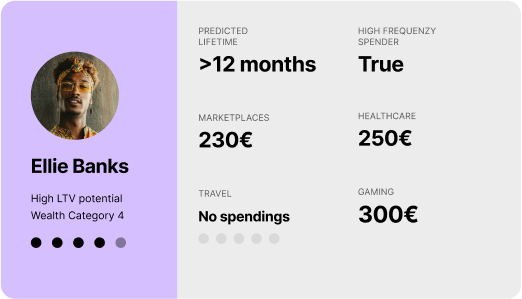 Ellie Banks
High LTV potential
Wealth Category 4
PREDICTED
LIFETIME
>12 months
HIGH FREQUENZY
SPENDER
True
MARKETPLACES
230€
HEALTHCARE
250€
TRAVEL
No spendings
GAMING
300€